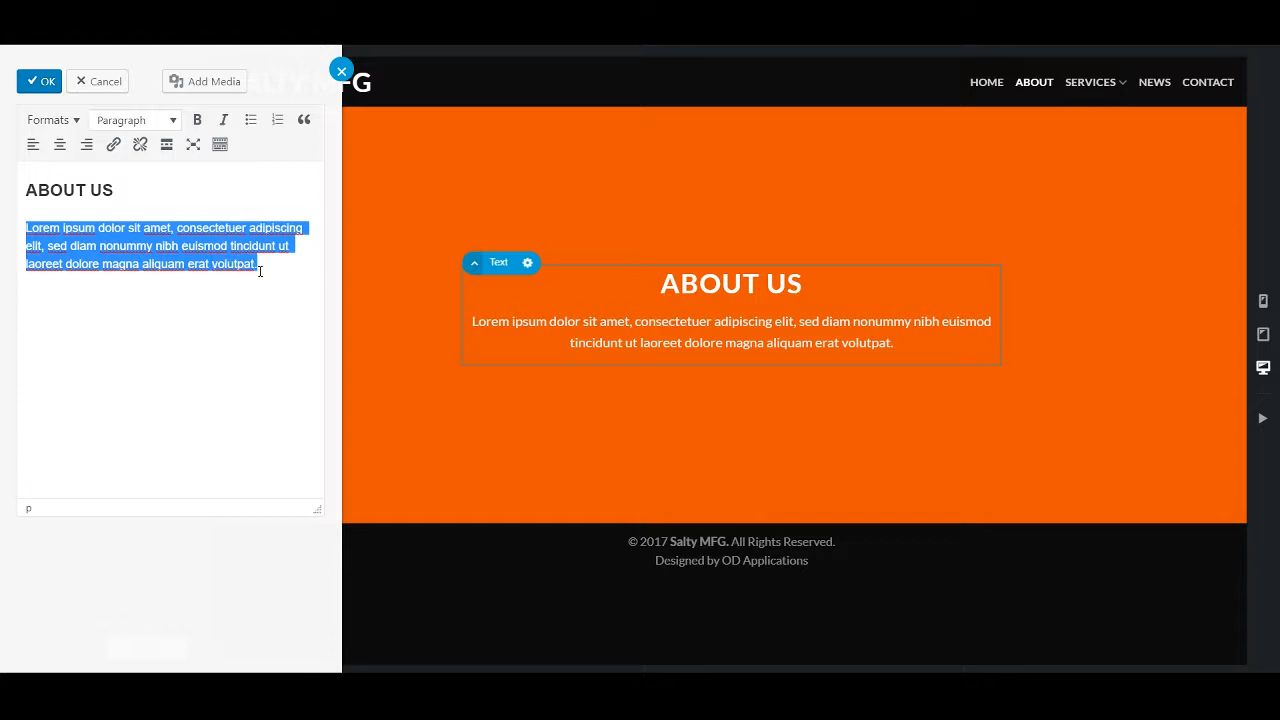 OK
Cancel
Add Media
Formats
Paragraph
B I
ABOUT US
Lorem ipsum dolor sit amet, consectetuer adipiscing
elit, sed diam nonummy nibh euismod tincidunt ut
laoreet dolore magna aliquam erat volutpat.
p
SALTY MFG
HOME ABOUT SERVICES NEWS CONTACT
Text
ABOUT US
Lorem ipsum dolor sit amet, consectetuer adipiscing elit, sed diam nonummy nibh euismod
tincidunt ut laoreet dolore magna aliquam erat volutpat.
© 2017 Salty MFG. All Rights Reserved.
Designed by OD Applications